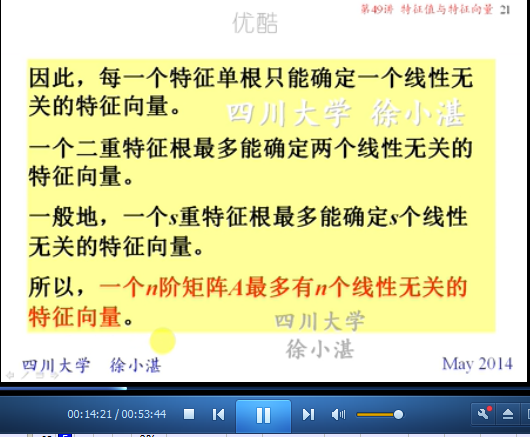 第49讲 特征值与特征向量 21
优酷
因此，每一个特征单根只能确定一个线性无
关的特征向量。
四川大学 徐小湛
一个二重特征根最多能确定两个线性无关的
特征向量。
一般地，一个s重特征根最多能确定s个线性
无关的特征向量。
所以，一个n阶矩阵A最多有n个线性无关的
特征向量。
四川大学
徐小湛
四川大学 徐小湛
May 2014
00:14:21 / 00:53:44